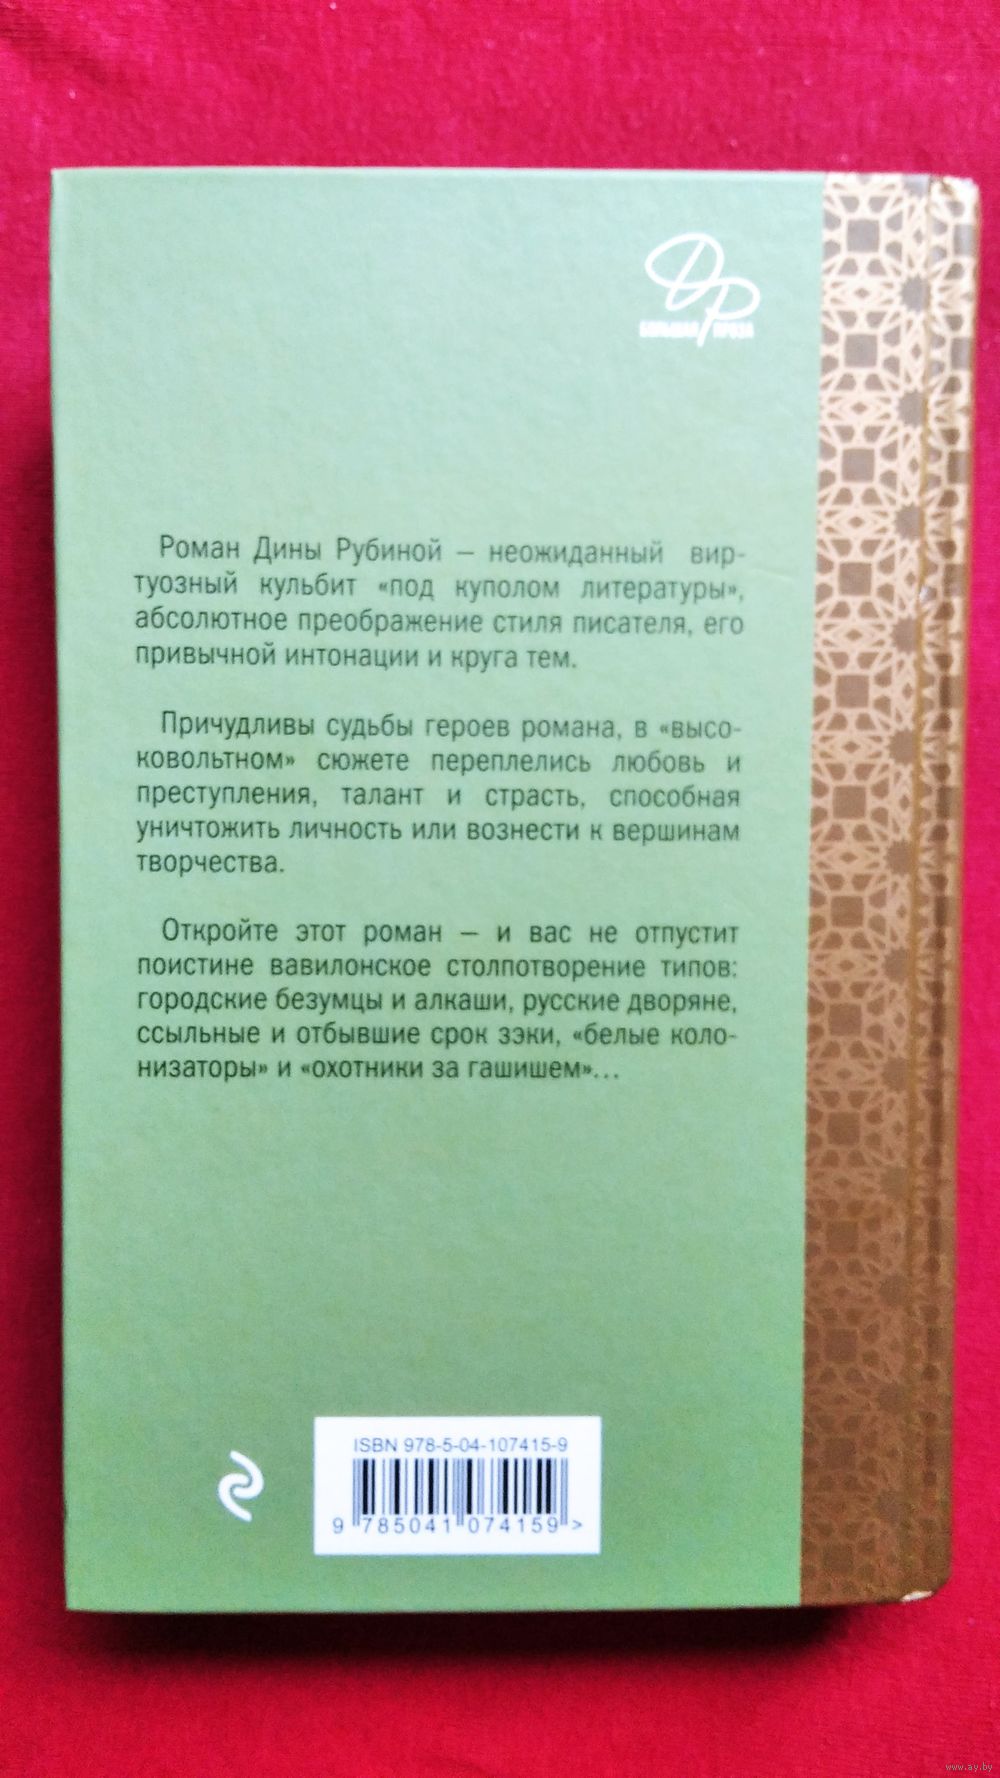 ДР
БОЛЬШАЯ ПРОЗА
Роман Дины Рубиной – неожиданный вир-
туозный кульбит «под куполом литературы»,
абсолютное преображение стиля писателя, его
привычной интонации и круга тем.
Причудливы судьбы героев романа, в «высо-
ковольтном» сюжете переплелись любовь и
преступления, талант и страсть, способная
уничтожить личность или вознести к вершинам
творчества.
Откройте этот роман – и вас не отпустит
поистине вавилонское столпотворение типов:
городские безумцы и алкаши, русские дворяне,
ссыльные и отбывшие срок зэки, «белые коло-
низаторы» и «охотники за гашишем»...
ISBN 978-5-04-107415-9
9 785041 074159 >
www.ay.by